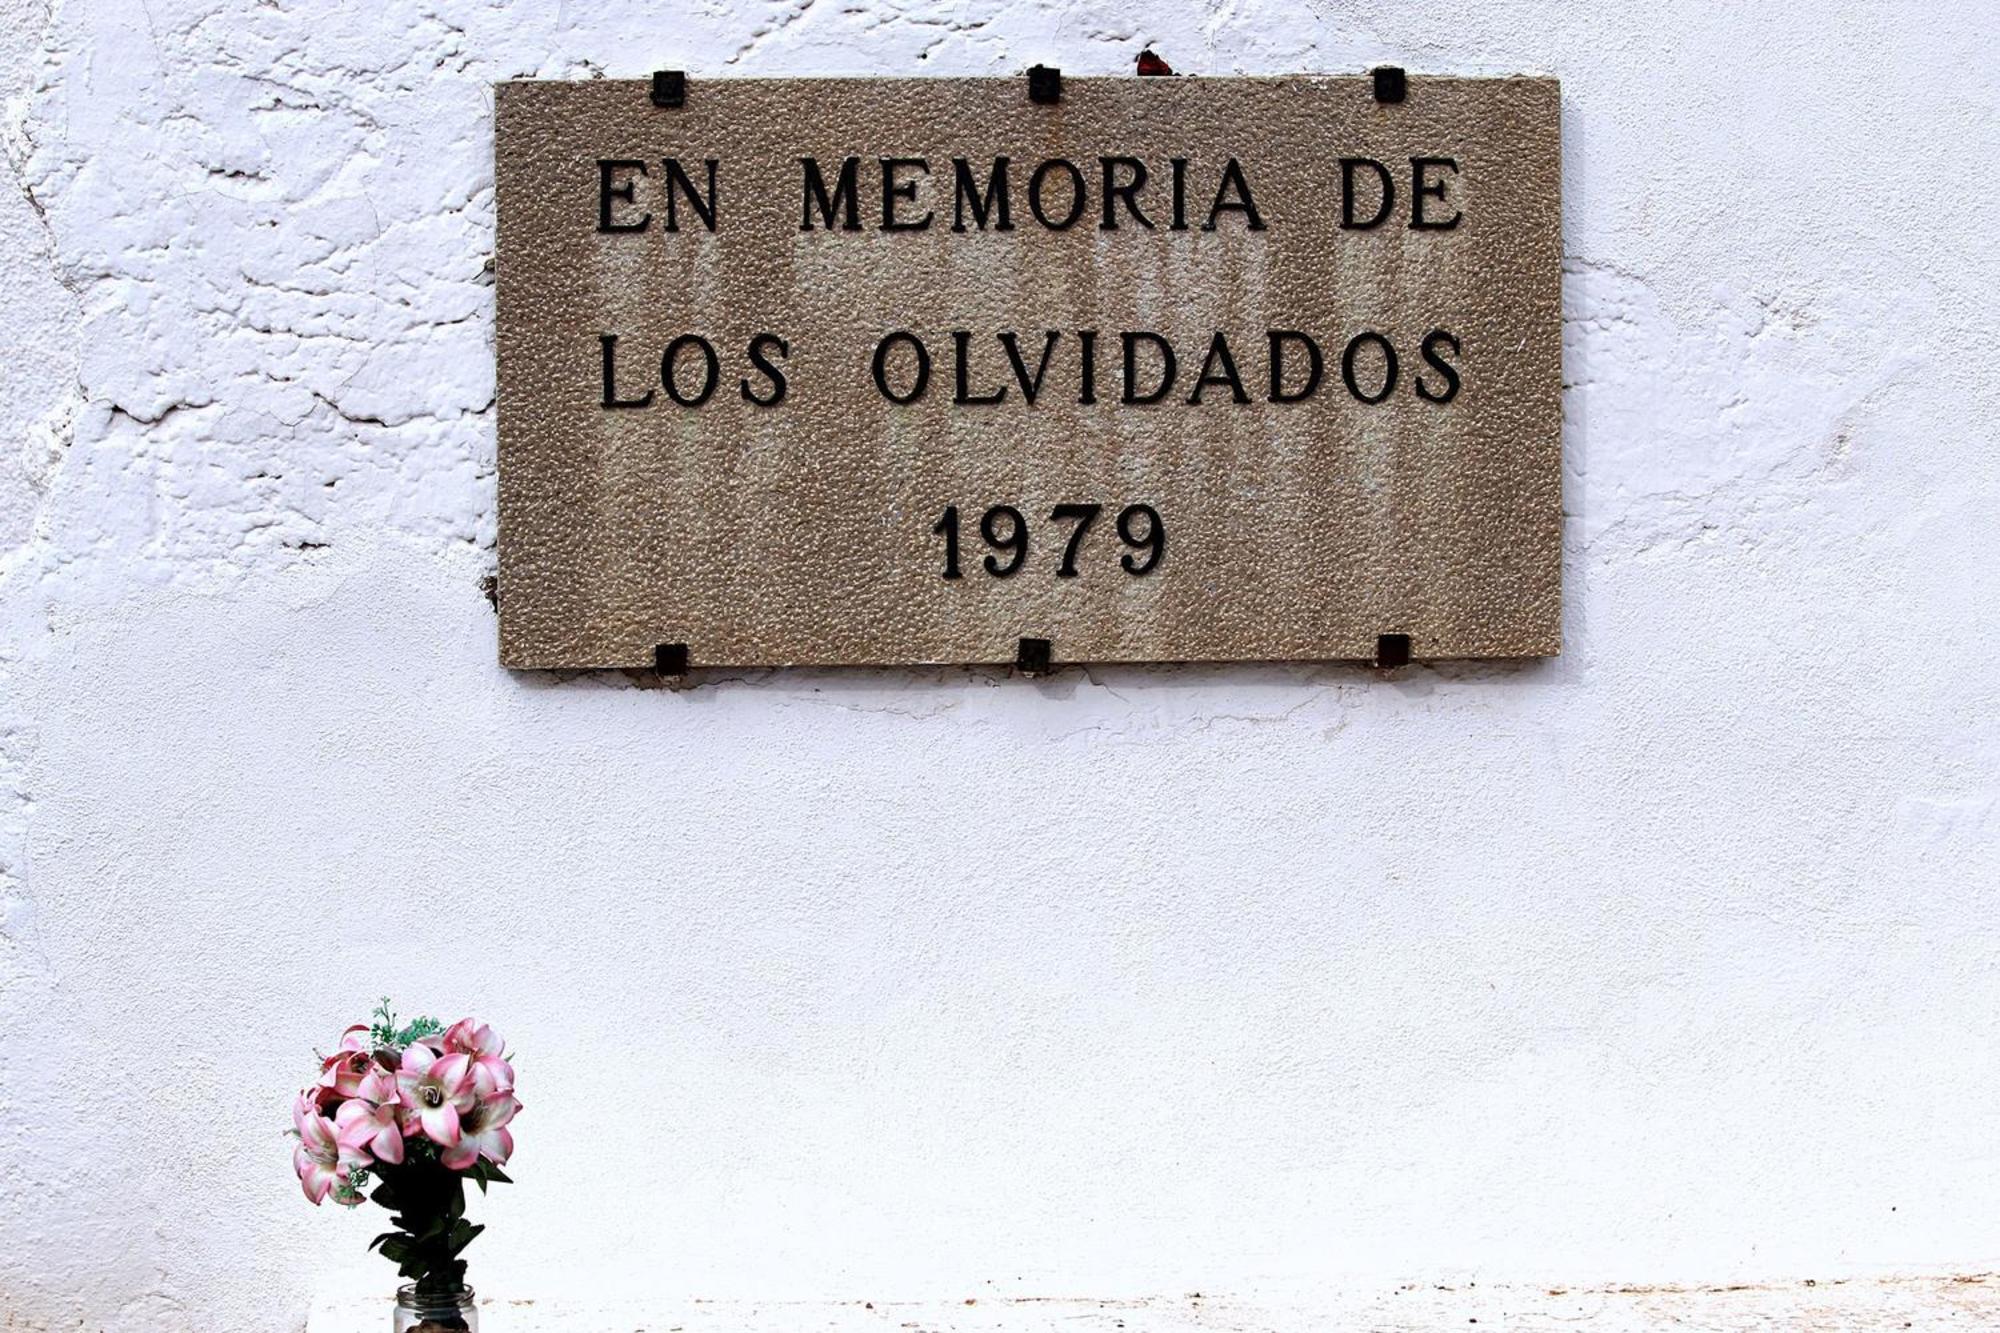 EN MEMORIA DE
LOS OLVIDADOS
1979